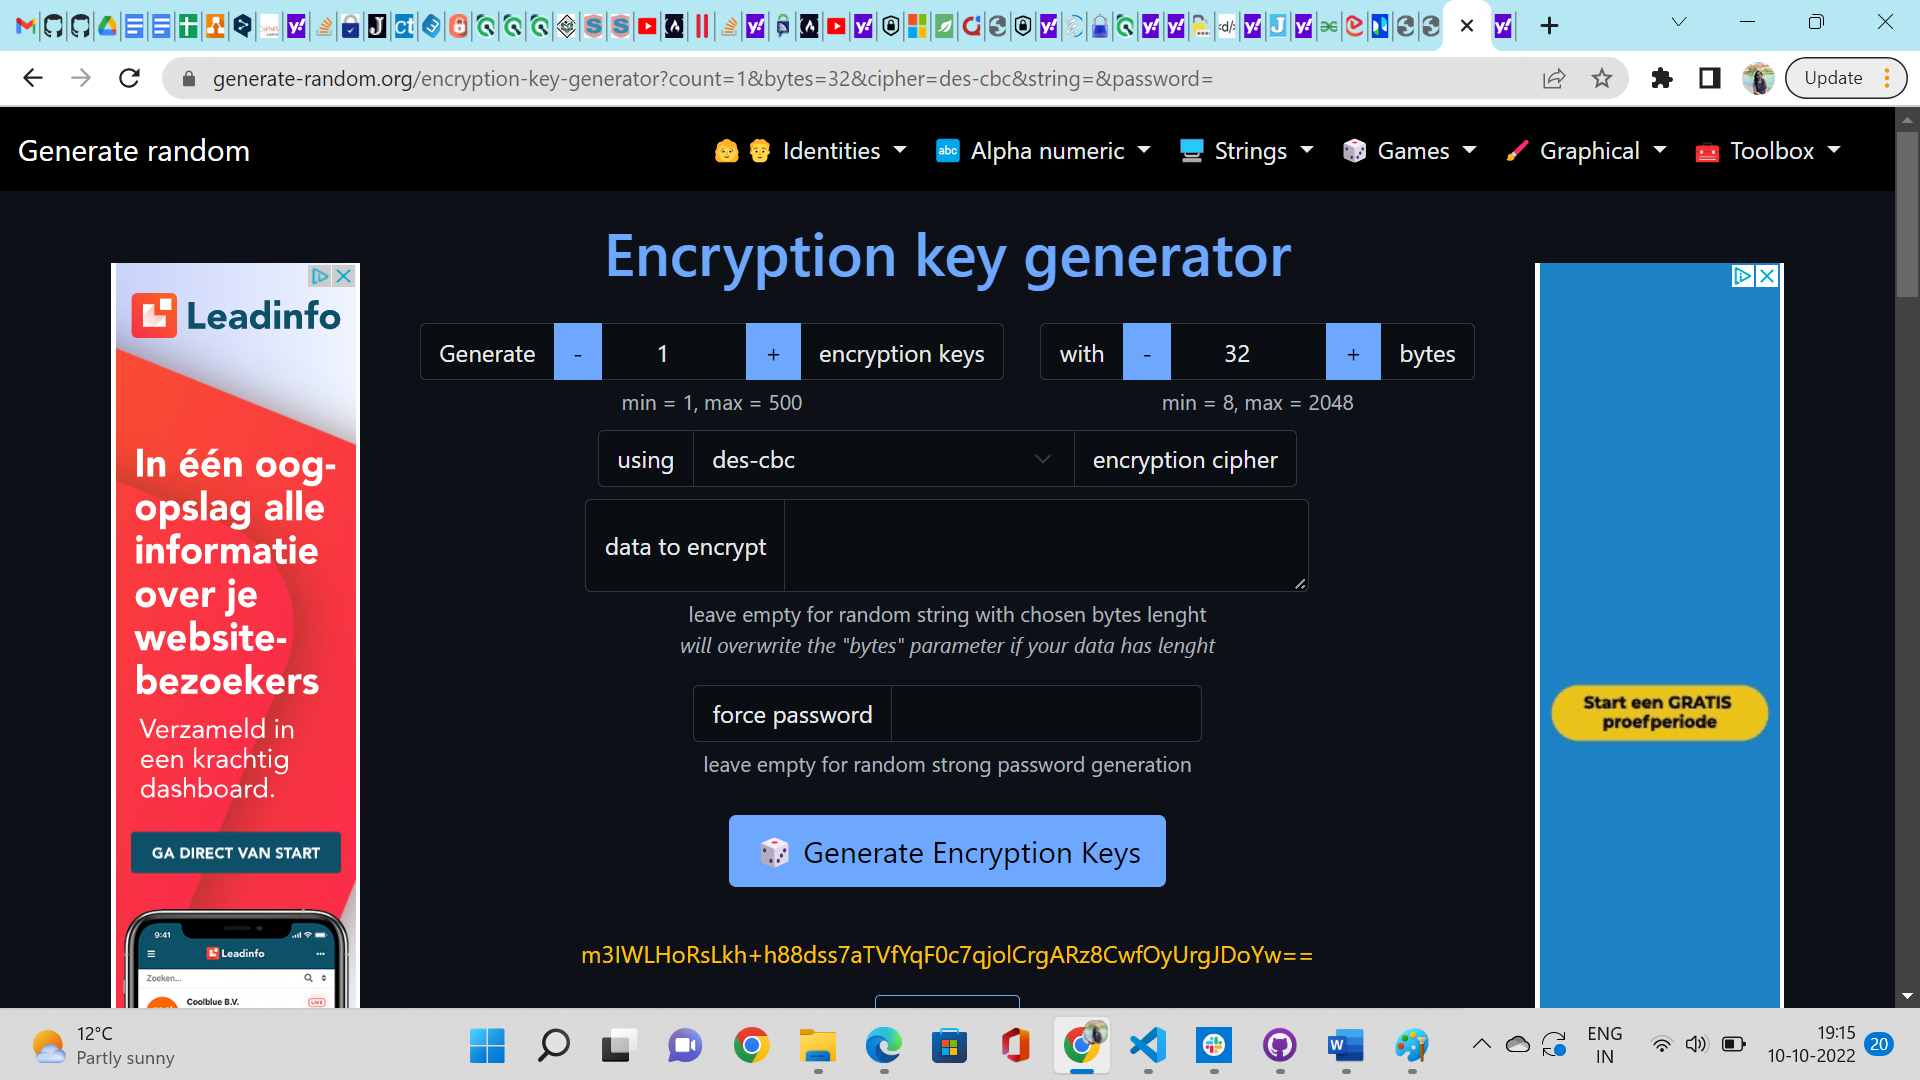 generate-random.org/encryption-key-generator?count=1&bytes=32&cipher=des-cbc&string=&password=
Update
Generate random
Identities
abc Alpha numeric
Strings
Games
Graphical
Toolbox
Encryption key generator
Generate - 1 + encryption keys
with - 32 + bytes
min = 1, max = 500
min = 8, max = 2048
using des-cbc encryption cipher
data to encrypt
leave empty for random string with chosen bytes lenght
will overwrite the "bytes" parameter if your data has lenght
force password
leave empty for random strong password generation
Generate Encryption Keys
m3IWLHoRsLkh+h88dss7aTVfYqF0c7qjolCrgARz8CwfOyUrgJDoYw==
Leadinfo
In één oog-
opslag alle
informatie
over je
website-
bezoekers
Verzameld in
een krachtig
dashboard.
GA DIRECT VAN START
9:41
Leadinfo
Zoeken...
Coolblue B.V.
LIVE
Start een GRATIS
proefperiode
12°C
Partly sunny
ENG
IN
19:15
10-10-2022
20